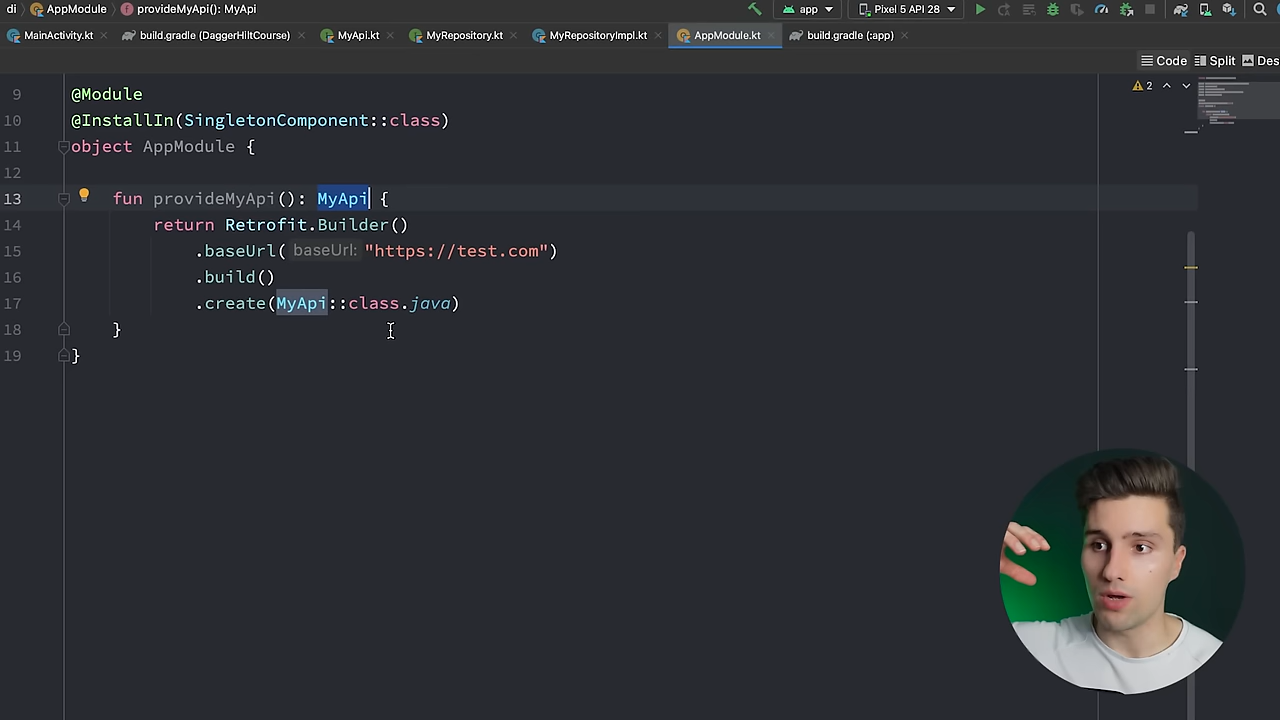 di AppModule provideMyApi(): MyApi app Pixel 5 API 28
MainActivity.kt build.gradle (DaggerHiltCourse) MyApi.kt MyRepository.kt MyRepositoryImpl.kt AppModule.kt build.gradle (:app)
Code Split Des
9 @Module 2
10 @InstallIn(SingletonComponent::class)
11 object AppModule {
12
13 fun provideMyApi(): MyApi {
14 return Retrofit.Builder()
15 .baseUrl( baseUrl: "https://test.com")
16 .build()
17 .create(MyApi::class.java)
18 }
19 }